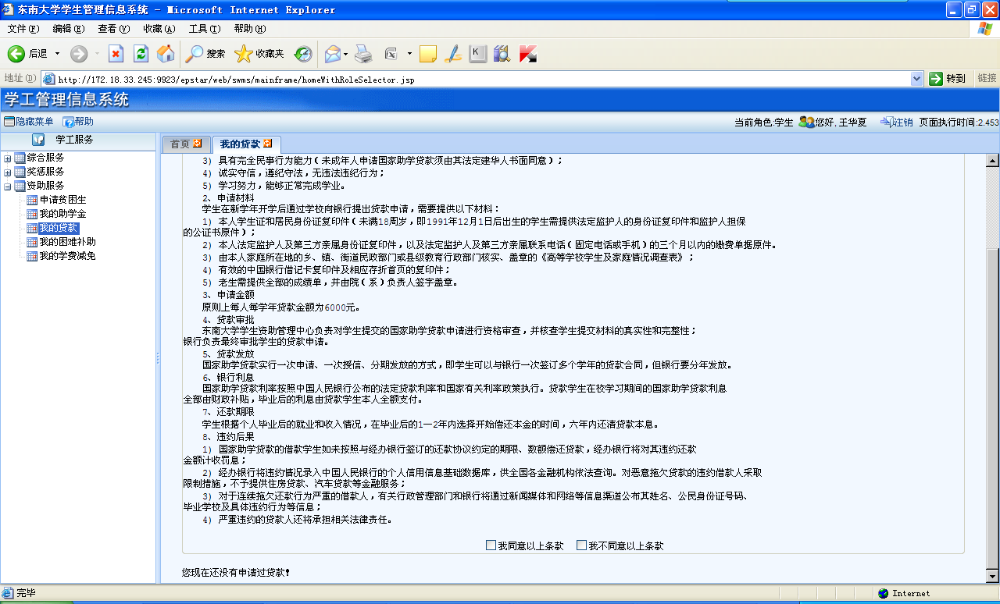 东南大学学生管理信息系统 - Microsoft Internet Explorer
文件(F) 编辑(E) 查看(V) 收藏(A) 工具(T) 帮助(H)
后退 搜索 收藏夹
地址(D) http://172.18.33.245:9923/epstar/web/swms/mainframe/homeWithRoleSelector.jsp 转到 链接
学工管理信息系统
隐藏菜单 帮助 当前角色:学生 您好, 王华夏 注销 页面执行时间:2.453
学工服务
综合服务
奖惩服务
资助服务
申请贫困生
我的助学金
我的贷款
我的困难补助
我的学费减免
首页 我的贷款
3) 具有完全民事行为能力(未成年人申请国家助学贷款须由其法定建华人书面同意);
4) 诚实守信,遵纪守法,无违法违纪行为;
5) 学习努力,能够正常完成学业。
2、申请材料
学生在新学年开学后通过学校向银行提出贷款申请,需要提供以下材料:
1) 本人学生证和居民身份证复印件(未满18周岁,即1991年12月1日后出生的学生需提供法定监护人的身份证复印件和监护人担保
的公证书原件);
2) 本人法定监护人及第三方亲属身份证复印件,以及法定监护人及第三方亲属联系电话(固定电话或手机)的三个月以内的缴费单据原件。
3) 由本人家庭所在地的乡、镇、街道民政部门或县级教育行政部门核实、盖章的《高等学校学生及家庭情况调查表》;
4) 有效的中国银行借记卡复印件及相应存折首页的复印件;
5) 老生需提供全部的成绩单,并由院(系)负责人签字盖章。
3、申请金额
原则上每人每学年贷款金额为6000元。
4、贷款审批
东南大学学生资助管理中心负责对学生提交的国家助学贷款申请进行资格审查,并核查学生提交材料的真实性和完整性;
银行负责最终审批学生的贷款申请。
5、贷款发放
国家助学贷款实行一次申请、一次授信、分期发放的方式,即学生可以与银行一次签订多个学年的贷款合同,但银行要分年发放。
6、银行利息
国家助学贷款利率按照中国人民银行公布的法定贷款利率和国家有关利率政策执行。贷款学生在校学习期间的国家助学贷款利息
全部由财政补贴,毕业后的利息由贷款学生本人全额支付。
7、还款期限
学生根据个人毕业后的就业和收入情况,在毕业后的1—2年内选择开始偿还本金的时间,六年内还清贷款本息。
8、违约后果
1) 国家助学贷款的借款学生如未按照与经办银行签订的还款协议约定的期限、数额偿还贷款,经办银行将对其违约还款
金额计收罚息;
2) 经办银行将违约情况录入中国人民银行的个人信用信息基础数据库,供全国各金融机构依法查询。对恶意拖欠贷款的违约借款人采取
限制措施,不予提供住房贷款、汽车贷款等金融服务;
3) 对于连续拖欠还款行为严重的借款人,有关行政管理部门和银行将通过新闻媒体和网络等信息渠道公布其姓名、公民身份证号码、
毕业学校及具体违约行为等信息;
4) 严重违约的贷款人还将承担相关法律责任。
我同意以上条款 我不同意以上条款
您现在还没有申请过贷款!
完毕 Internet